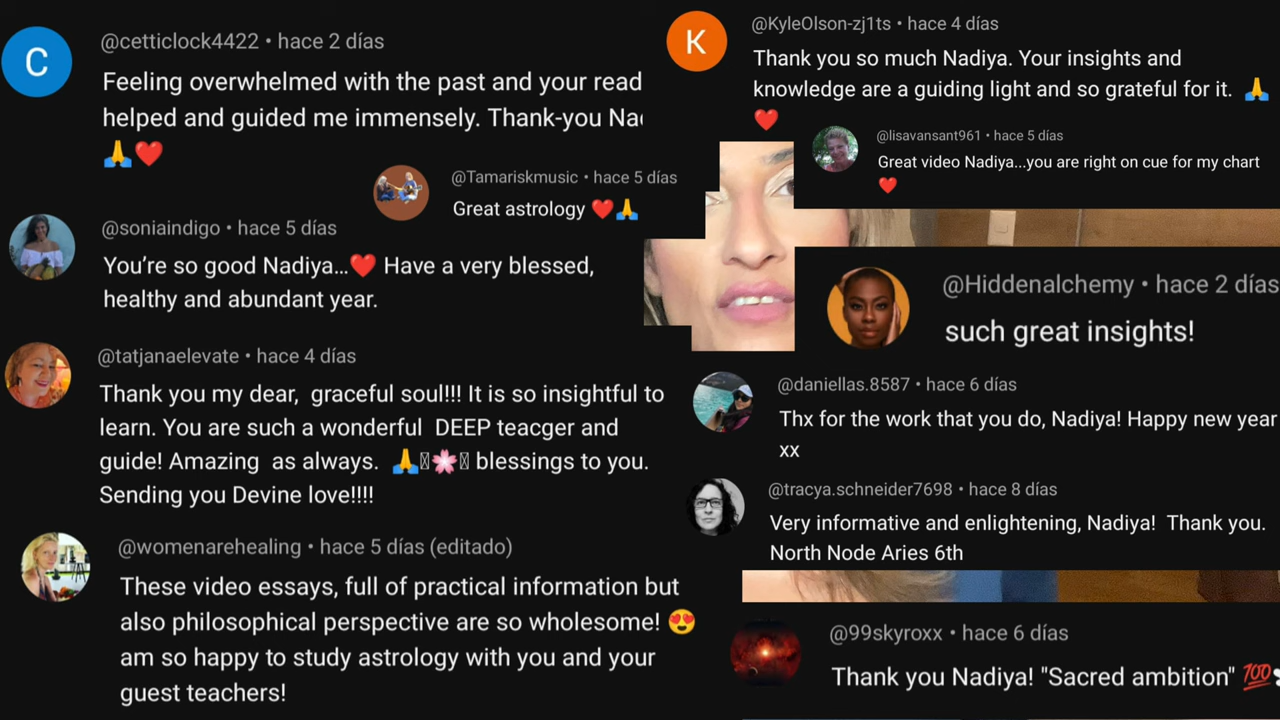 @cetticlock4422 • hace 2 días
Feeling overwhelmed with the past and your read
helped and guided me immensely. Thank-you
🙏❤️
@Tamariskmusic • hace 5 días
Great astrology ❤️🙏
@soniaindigo • hace 5 días
You’re so good Nadiya…❤️ Have a very blessed,
healthy and abundant year.
@tatjanaelevate • hace 4 días
Thank you my dear,  graceful soul!!! It is so insightful to
learn. You are such a wonderful  DEEP teacger and
guide! Amazing  as always.  🙏🌸 blessings to you.
Sending you Devine love!!!!
@womenarehealing • hace 5 días (editado)
These video essays, full of practical information but
also philosophical perspective are so wholesome! 😍
am so happy to study astrology with you and your
guest teachers!
K
@KyleOlson-zj1ts • hace 4 días
Thank you so much Nadiya. Your insights and
knowledge are a guiding light and so grateful for it.  🙏
❤️
@lisavansant961 • hace 5 días
Great video Nadiya...you are right on cue for my chart
❤️
@Hiddenalchemy • hace 2 días
such great insights!
@daniellas.8587 • hace 6 días
Thx for the work that you do, Nadiya! Happy new year
xx
@tracya.schneider7698 • hace 8 días
Very informative and enlightening, Nadiya!  Thank you.
North Node Aries 6th
@99skyroxx • hace 6 días
Thank you Nadiya! "Sacred ambition" 💯
C